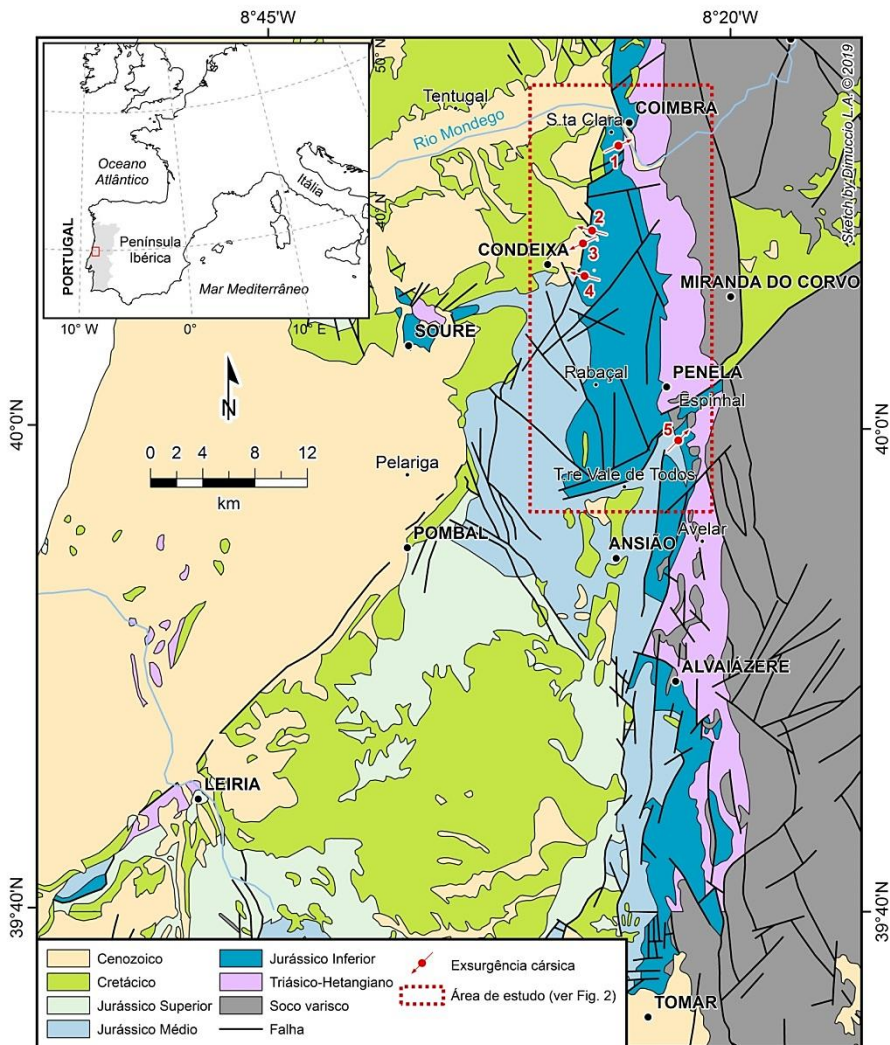 8°45'W
8°20'W
50° N
40° N
Oceano
Atlântico
Itália
PORTUGAL
Península
Ibérica
Mar Mediterrâneo
10° W
0°
10° E
Tentugal
Rio Mondego
S.ta Clara
COIMBRA
1
2
3
4
CONDEIXA
MIRANDA DO CORVO
SOURE
N
Rabaçal
PENELA
Espinhal
5
40°0'N
40°0'N
0 2 4 6 8 12
km
Pelariga
T.re Vale de Todos
POMBAL
ANSIÃO
Avelar
ALVAIÁZERE
LEIRIA
39°40'N
39°40'N
TOMAR
Sketch by Dimuccio L.A. © 2019
Cenozoico
Cretácico
Jurássico Superior
Jurássico Médio
Jurássico Inferior
Triásico-Hetangiano
Soco varisco
Falha
Exsurgência cársica
Área de estudo (ver Fig. 2)